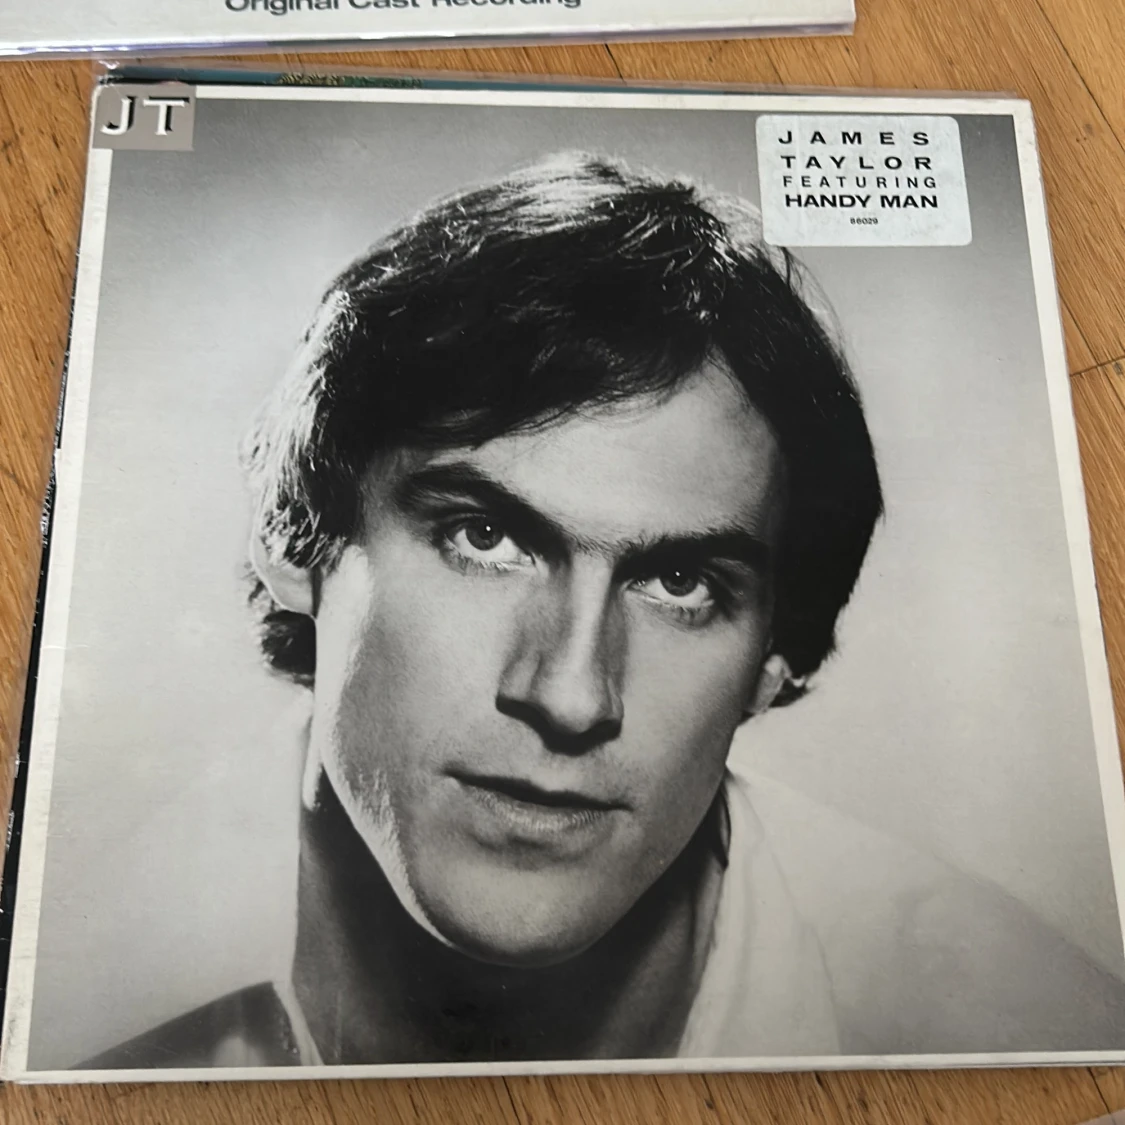 Original Cast Recording
JT
JAMES
TAYLOR
FEATURING
HANDY MAN
86029